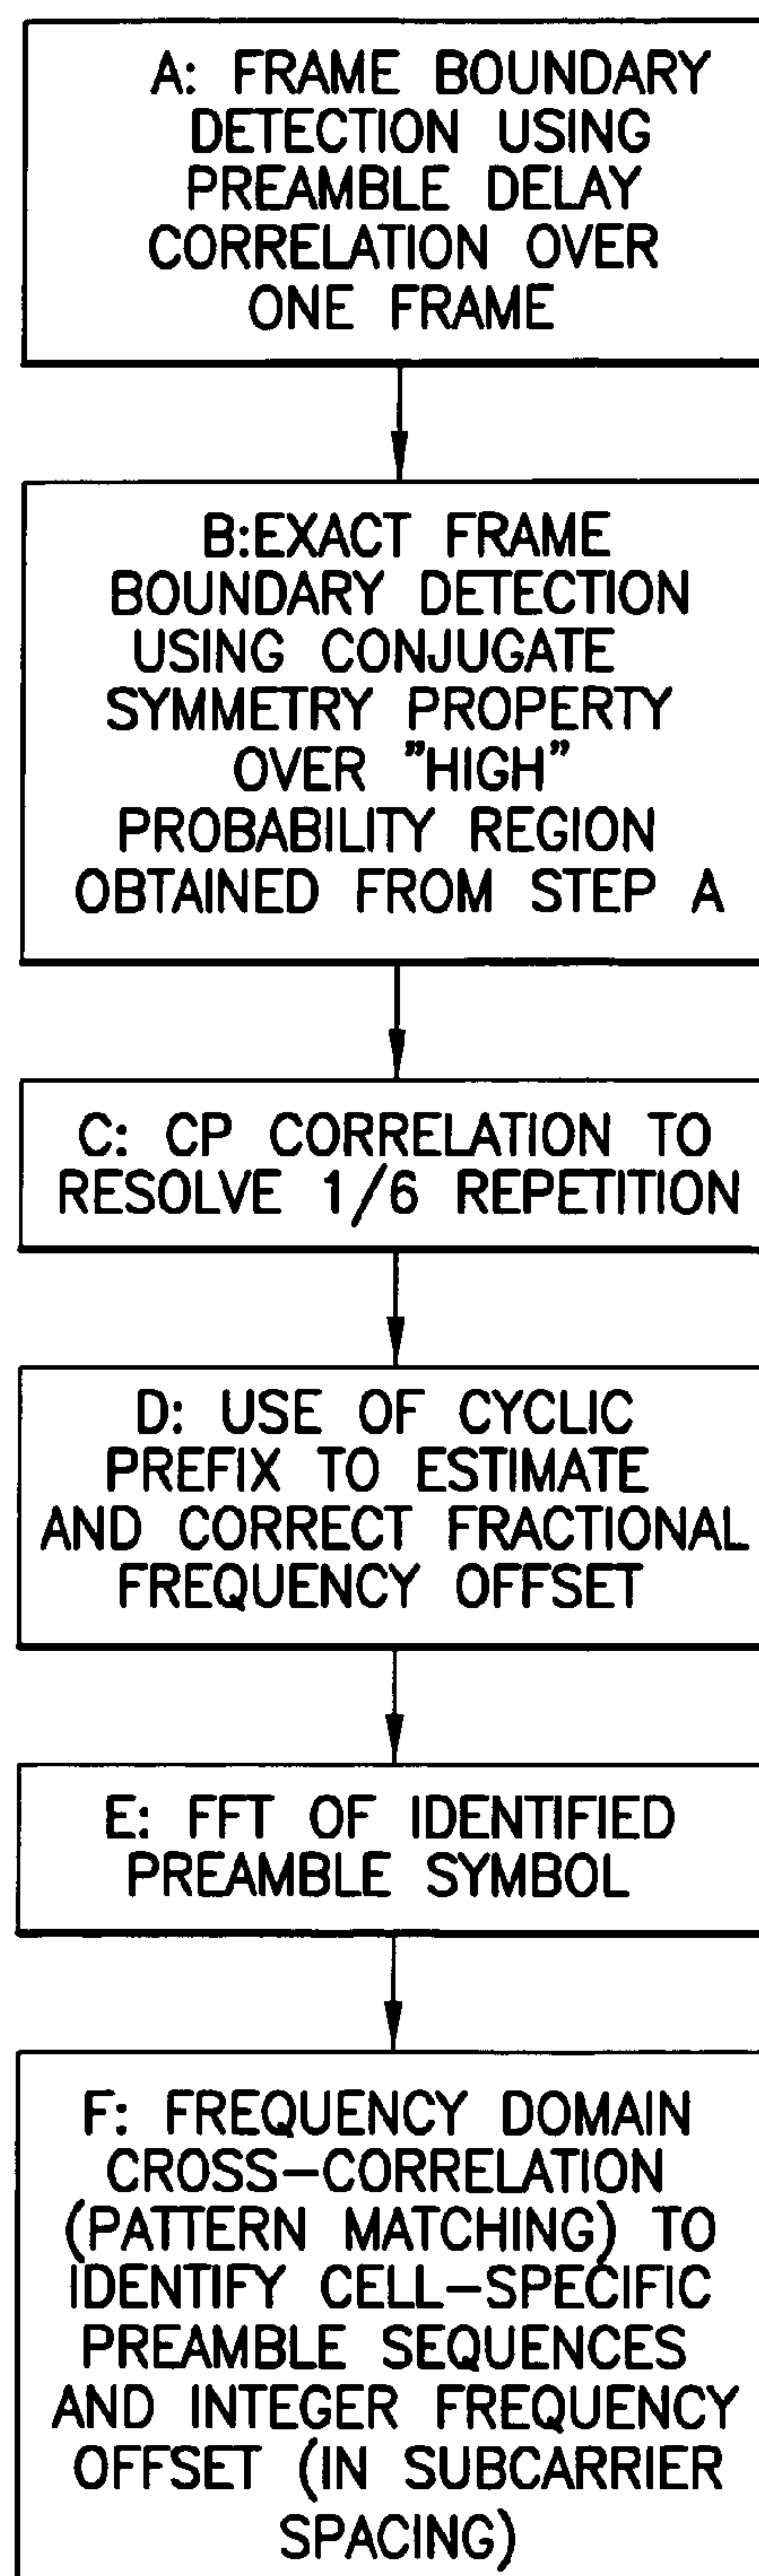 A: FRAME BOUNDARY
DETECTION USING
PREAMBLE DELAY
CORRELATION OVER
ONE FRAME
B:EXACT FRAME
BOUNDARY DETECTION
USING CONJUGATE
SYMMETRY PROPERTY
OVER "HIGH"
PROBABILITY REGION
OBTAINED FROM STEP A
C: CP CORRELATION TO
RESOLVE 1/6 REPETITION
D: USE OF CYCLIC
PREFIX TO ESTIMATE
AND CORRECT FRACTIONAL
FREQUENCY OFFSET
E: FFT OF IDENTIFIED
PREAMBLE SYMBOL
F: FREQUENCY DOMAIN
CROSS-CORRELATION
(PATTERN MATCHING) TO
IDENTIFY CELL-SPECIFIC
PREAMBLE SEQUENCES
AND INTEGER FREQUENCY
OFFSET (IN SUBCARRIER
SPACING)